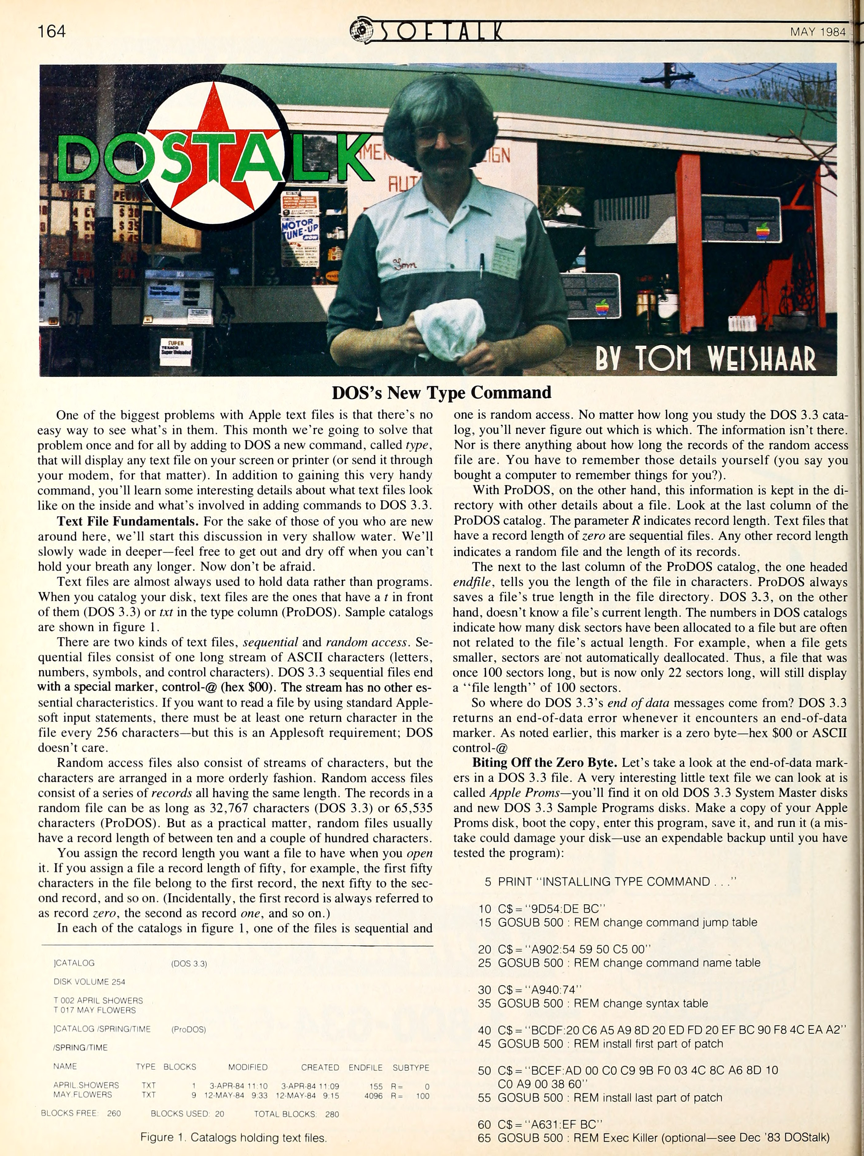 164
SOFTALK
MAY 1984
DOSTALK
AMERI
IGN
AUT
MOTOR
TUNE-UP
Tom
SUPER
TEXACO
Super Unleaded
BY TOM WEISHAAR
DOS's New Type Command
One of the biggest problems with Apple text files is that there's no
easy way to see what's in them. This month we're going to solve that
problem once and for all by adding to DOS a new command, called type,
that will display any text file on your screen or printer (or send it through
your modem, for that matter). In addition to gaining this very handy
command, you'll learn some interesting details about what text files look
like on the inside and what's involved in adding commands to DOS 3.3.
Text File Fundamentals. For the sake of those of you who are new
around here, we'll start this discussion in very shallow water. We'll
slowly wade in deeper—feel free to get out and dry off when you can't
hold your breath any longer. Now don't be afraid.
Text files are almost always used to hold data rather than programs.
When you catalog your disk, text files are the ones that have a t in front
of them (DOS 3.3) or txt in the type column (ProDOS). Sample catalogs
are shown in figure 1.
There are two kinds of text files, sequential and random access. Se-
quential files consist of one long stream of ASCII characters (letters,
numbers, symbols, and control characters). DOS 3.3 sequential files end
with a special marker, control-@ (hex $00). The stream has no other es-
sential characteristics. If you want to read a file by using standard Apple-
soft input statements, there must be at least one return character in the
file every 256 characters—but this is an Applesoft requirement; DOS
doesn't care.
Random access files also consist of streams of characters, but the
characters are arranged in a more orderly fashion. Random access files
consist of a series of records all having the same length. The records in a
random file can be as long as 32,767 characters (DOS 3.3) or 65,535
characters (ProDOS). But as a practical matter, random files usually
have a record length of between ten and a couple of hundred characters.
You assign the record length you want a file to have when you open
it. If you assign a file a record length of fifty, for example, the first fifty
characters in the file belong to the first record, the next fifty to the sec-
ond record, and so on. (Incidentally, the first record is always referred to
as record zero, the second as record one, and so on.)
In each of the catalogs in figure 1, one of the files is sequential and
]CATALOG (DOS 3.3)
DISK VOLUME 254
T 002 APRIL SHOWERS
T 017 MAY FLOWERS
]CATALOG /SPRING/TIME (ProDOS)
/SPRING/TIME
NAME TYPE BLOCKS MODIFIED CREATED ENDFILE SUBTYPE
APRIL.SHOWERS TXT 1 3-APR-84 11:10 3-APR-84 11:09 155 R= 0
MAY.FLOWERS TXT 9 12-MAY-84 9:33 12-MAY-84 9:15 4096 R= 100
BLOCKS FREE: 260 BLOCKS USED: 20 TOTAL BLOCKS: 280
Figure 1. Catalogs holding text files.
one is random access. No matter how long you study the DOS 3.3 cata-
log, you'll never figure out which is which. The information isn't there.
Nor is there anything about how long the records of the random access
file are. You have to remember those details yourself (you say you
bought a computer to remember things for you?).
With ProDOS, on the other hand, this information is kept in the di-
rectory with other details about a file. Look at the last column of the
ProDOS catalog. The parameter R indicates record length. Text files that
have a record length of zero are sequential files. Any other record length
indicates a random file and the length of its records.
The next to the last column of the ProDOS catalog, the one headed
endfile, tells you the length of the file in characters. ProDOS always
saves a file's true length in the file directory. DOS 3.3, on the other
hand, doesn't know a file's current length. The numbers in DOS catalogs
indicate how many disk sectors have been allocated to a file but are often
not related to the file's actual length. For example, when a file gets
smaller, sectors are not automatically deallocated. Thus, a file that was
once 100 sectors long, but is now only 22 sectors long, will still display
a "file length" of 100 sectors.
So where do DOS 3.3's end of data messages come from? DOS 3.3
returns an end-of-data error whenever it encounters an end-of-data
marker. As noted earlier, this marker is a zero byte—hex $00 or ASCII
control-@
Biting Off the Zero Byte. Let's take a look at the end-of-data mark-
ers in a DOS 3.3 file. A very interesting little text file we can look at is
called Apple Proms—you'll find it on old DOS 3.3 System Master disks
and new DOS 3.3 Sample Programs disks. Make a copy of your Apple
Proms disk, boot the copy, enter this program, save it, and run it (a mis-
take could damage your disk—use an expendable backup until you have
tested the program):
5 PRINT "INSTALLING TYPE COMMAND . . ."
10 C$="9D54:DE BC"
15 GOSUB 500 : REM change command jump table
20 C$="A902:54 59 50 C5 00"
25 GOSUB 500 : REM change command name table
30 C$="A940:74"
35 GOSUB 500 : REM change syntax table
40 C$="BCDF:20 C6 A5 A9 8D 20 ED FD 20 EF BC 90 F8 4C EA A2"
45 GOSUB 500 : REM install first part of patch
50 C$="BCEF:AD 00 C0 C9 9B F0 03 4C 8C A6 8D 10
C0 A9 00 38 60"
55 GOSUB 500 : REM install last part of patch
60 C$="A631:EF BC"
65 GOSUB 500 : REM Exec Killer (optional—see Dec '83 DOStalk)